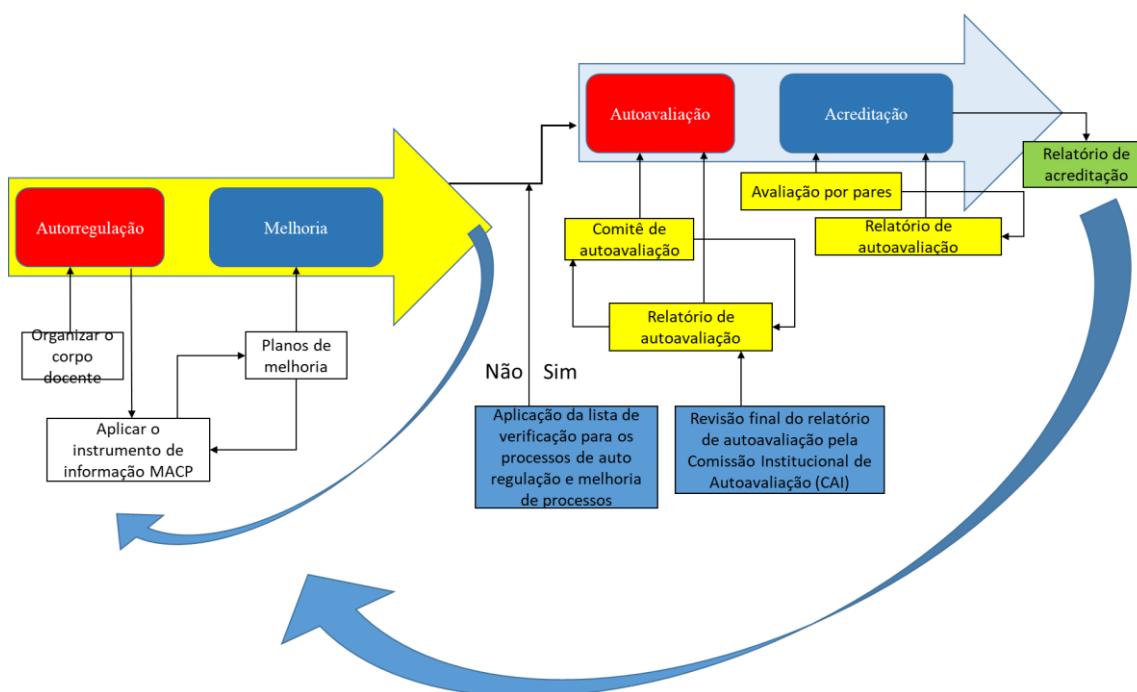 Autoavaliação
Acreditação
Relatório de
acreditação
Avaliação por pares
Autorregulação
Melhoria
Comitê de
autoavaliação
Relatório de
autoavaliação
Relatório de
autoavaliação
Organizar o
corpo
docente
Planos de
melhoria
Não
Sim
Aplicar o
instrumento de
informação MACP
Aplicação da lista de
verificação para os
processos de auto
regulação e melhoria
de processos
Revisão final do relatório
de autoavaliação pela
Comissão Institucional de
Autoavaliação (CAI)